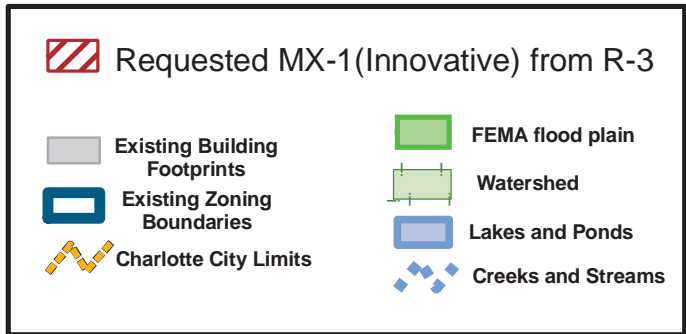 Requested MX-1(Innovative) from R-3
Existing Building
Footprints
Existing Zoning
Boundaries
Charlotte City Limits
FEMA flood plain
Watershed
Lakes and Ponds
Creeks and Streams